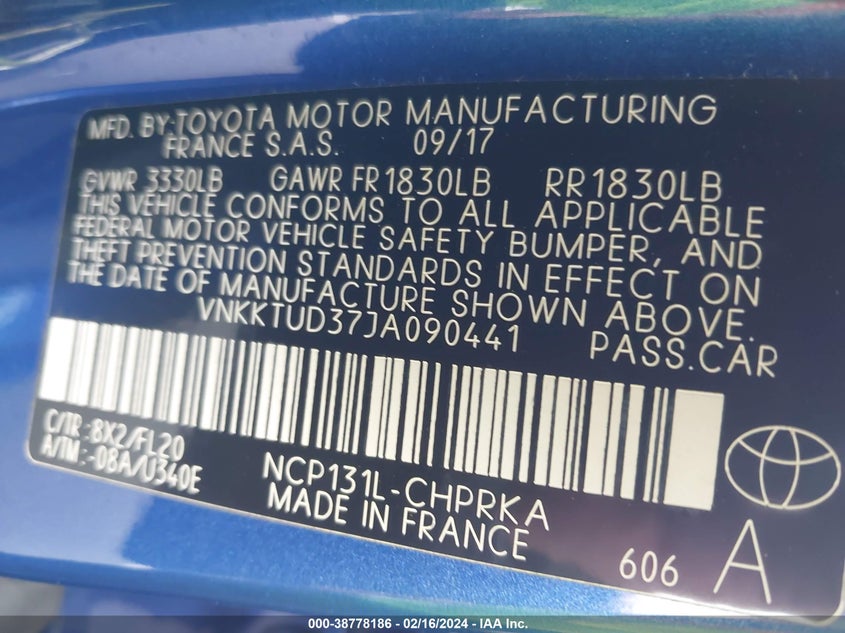 MFD. BY:TOYOTA MOTOR MANUFACTURING
FRANCE S.A.S. 09/17
GVWR 3330LB GAWR FR1830LB RR1830LB
THIS VEHICLE CONFORMS TO ALL APPLICABLE
FEDERAL MOTOR VEHICLE SAFETY BUMPER, AND
THEFT PREVENTION STANDARDS IN EFFECT ON
THE DATE OF MANUFACTURE SHOWN ABOVE.
VNKKTUD37JA090441 PASS.CAR
C/TR:8X2/FL20
A/TM:-08A/U340E
NCP131L-CHPRKA
MADE IN FRANCE
606 A
000-38778186 - 02/16/2024 - IAA Inc.